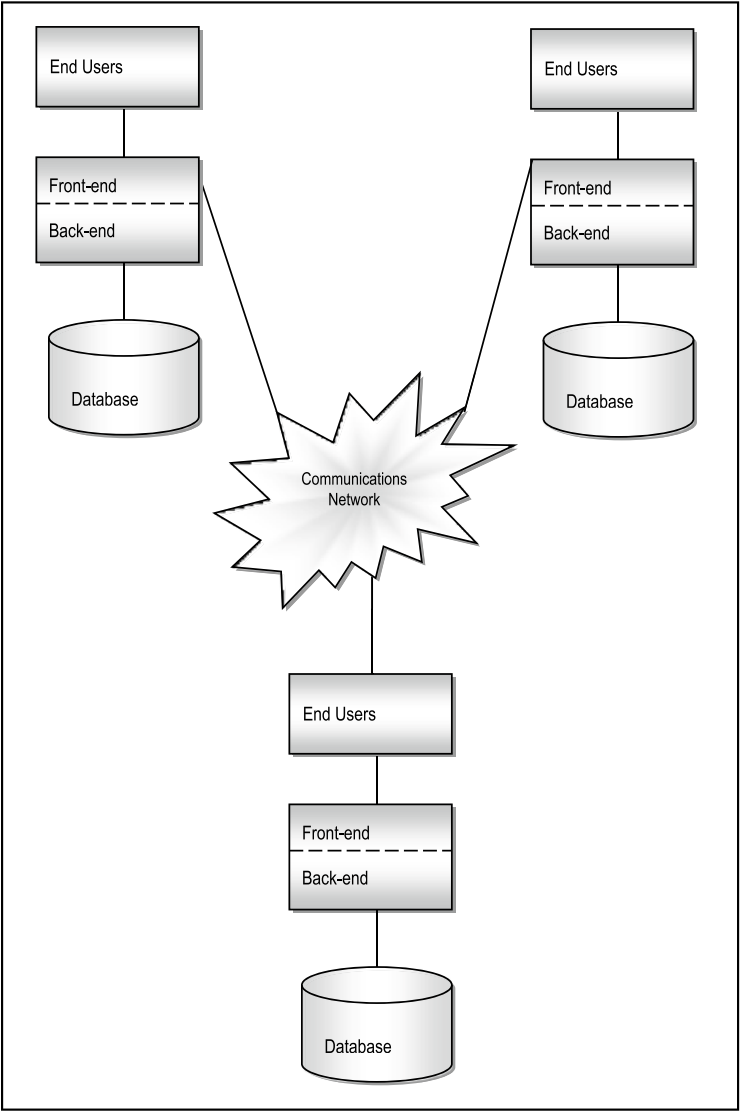 End Users
Front-end
Back-end
Database
End Users
Front-end
Back-end
Database
Communications
Network
End Users
Front-end
Back-end
Database